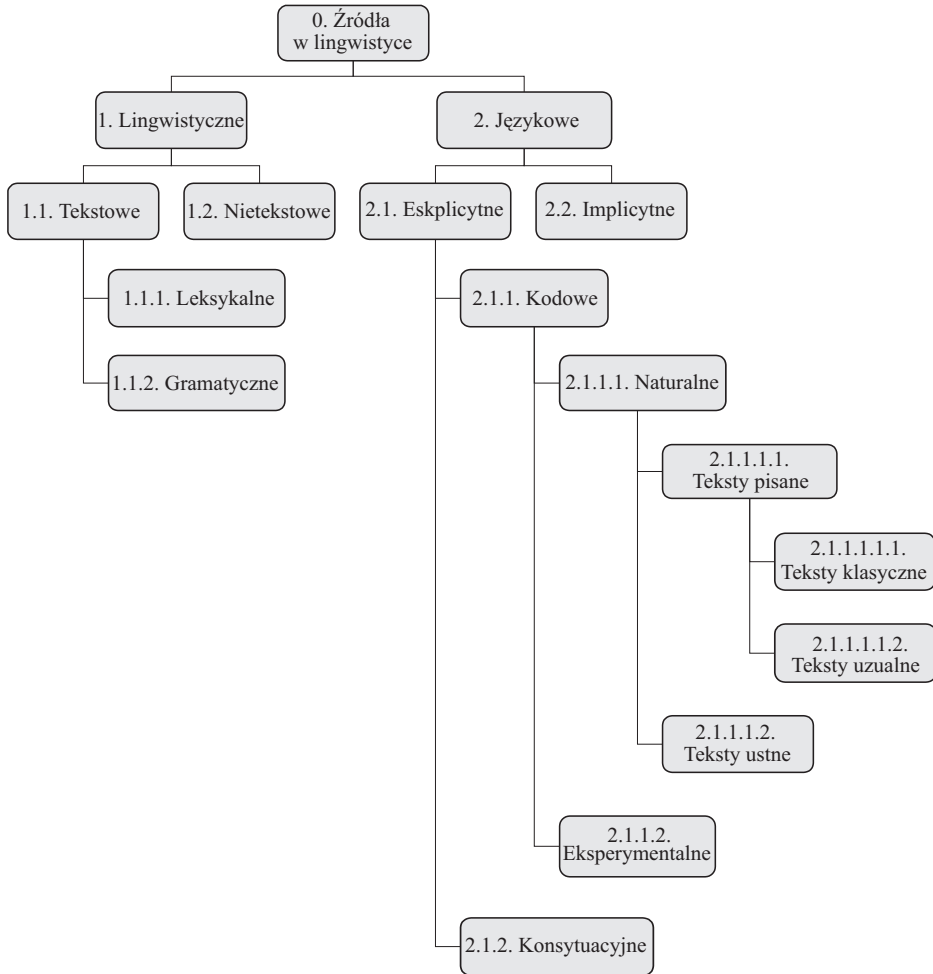 0. Źródła
w lingwistyce
1. Lingwistyczne
2. Językowe
1.1. Tekstowe
1.2. Nietekstowe
2.1. Eskplicytne
2.2. Implicytne
1.1.1. Leksykalne
2.1.1. Kodowe
1.1.2. Gramatyczne
2.1.1.1. Naturalne
2.1.1.1.1.
Teksty pisane
2.1.1.1.1.1.
Teksty klasyczne
2.1.1.1.1.2.
Teksty uzualne
2.1.1.1.2.
Teksty ustne
2.1.1.2.
Eksperymentalne
2.1.2. Konsytuacyjne